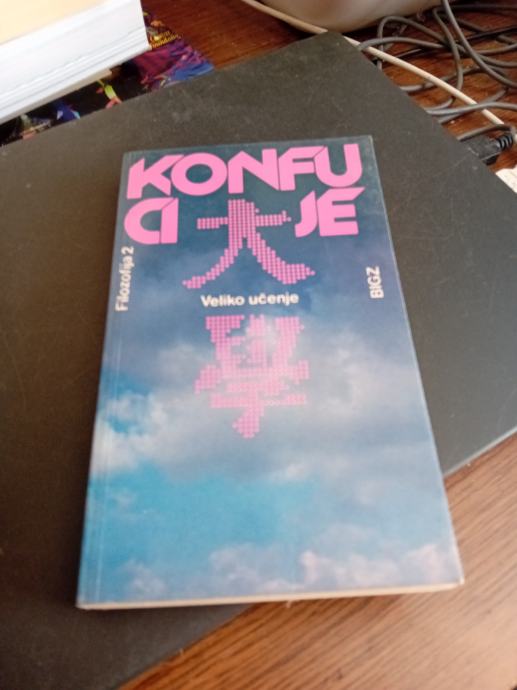 KONFU
CI JE
大
Filozofija 2
Veliko učenje
BIGZ
學